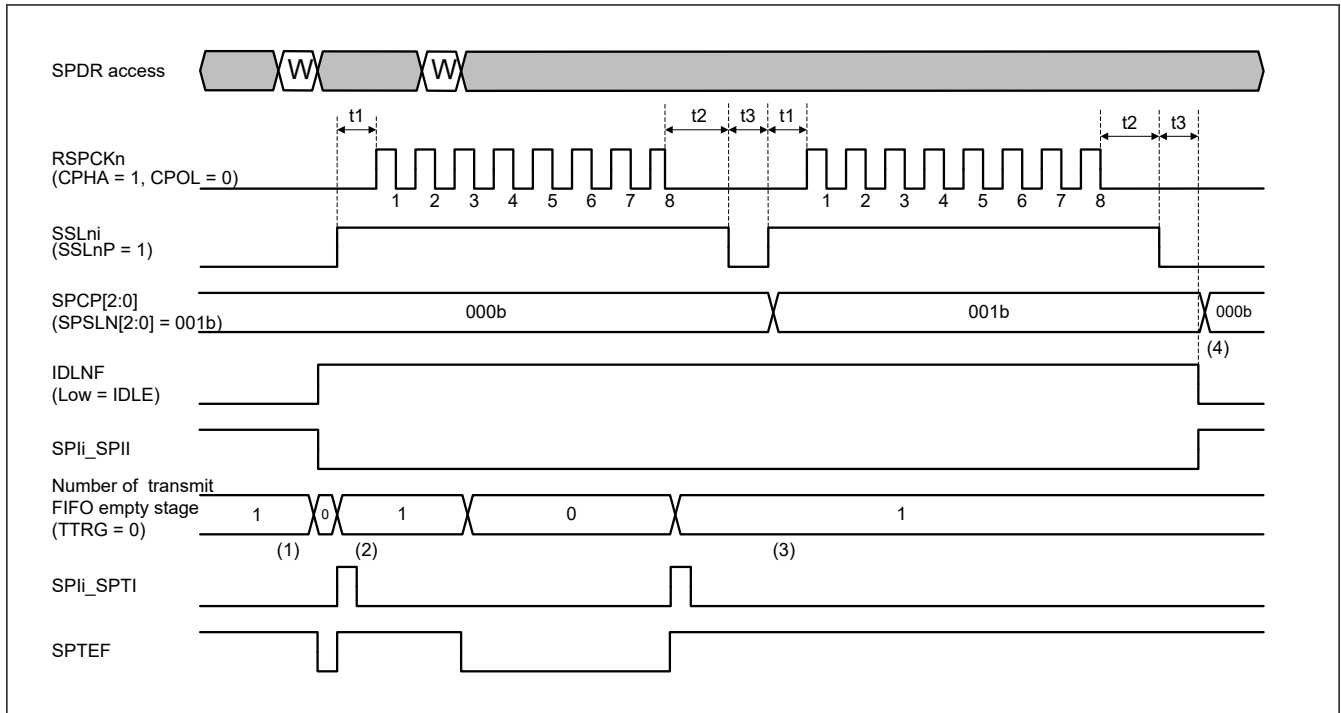 SPDR access
W W
t1 t2 t3 t1 t2 t3
RSPCKn
(CPHA = 1, CPOL = 0)
1 2 3 4 5 6 7 8 1 2 3 4 5 6 7 8
SSLni
(SSLnP = 1)
SPCP[2:0]
(SPSLN[2:0] = 001b)
000b 001b 000b
(4)
IDLNF
(Low = IDLE)
SPIi_SPII
Number of transmit
FIFO empty stage
(TTRG = 0)
1 0 1 0 1
(1) (2) (3)
SPIi_SPTI
SPTEF